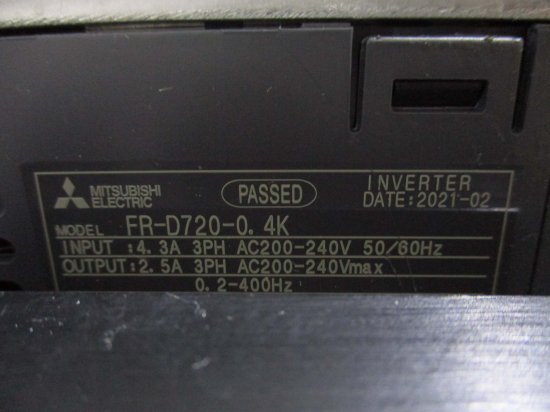 MITSUBISHI
ELECTRIC
PASSED
INVERTER
DATE:2021-02
MODEL FR-D720-0.4K
INPUT :4.3A 3PH AC200-240V 50/60Hz
OUTPUT:2.5A 3PH AC200-240Vmax
0.2-400Hz